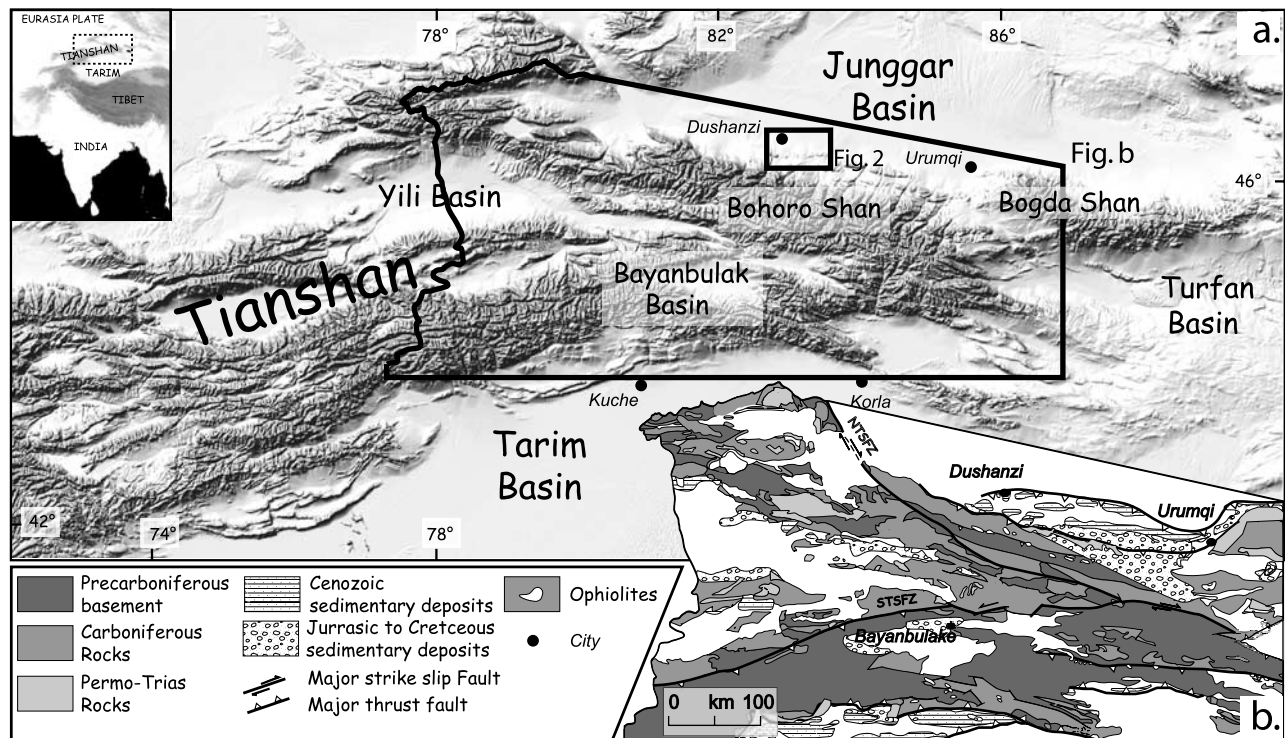 EURASIA PLATE
TIANSHAN
TARIM
TIBET
INDIA
78°
82°
86°
a.
Junggar
Basin
Dushanzi
Fig. 2
Urumqi
Fig. b
46°
Yili Basin
Bohoro Shan
Bogda Shan
Tianshan
Bayanbulak
Basin
Turfan
Basin
Kuche
Korla
Tarim
Basin
42°
74°
78°
NTSFZ
Dushanzi
Urumqi
STSFZ
Bayanbulake
0 km 100
b.
Precarboniferous
basement
Carboniferous
Rocks
Permo-Trias
Rocks
Cenozoic
sedimentary deposits
Jurrasic to Cretceous
sedimentary deposits
Major strike slip Fault
Major thrust fault
Ophiolites
City